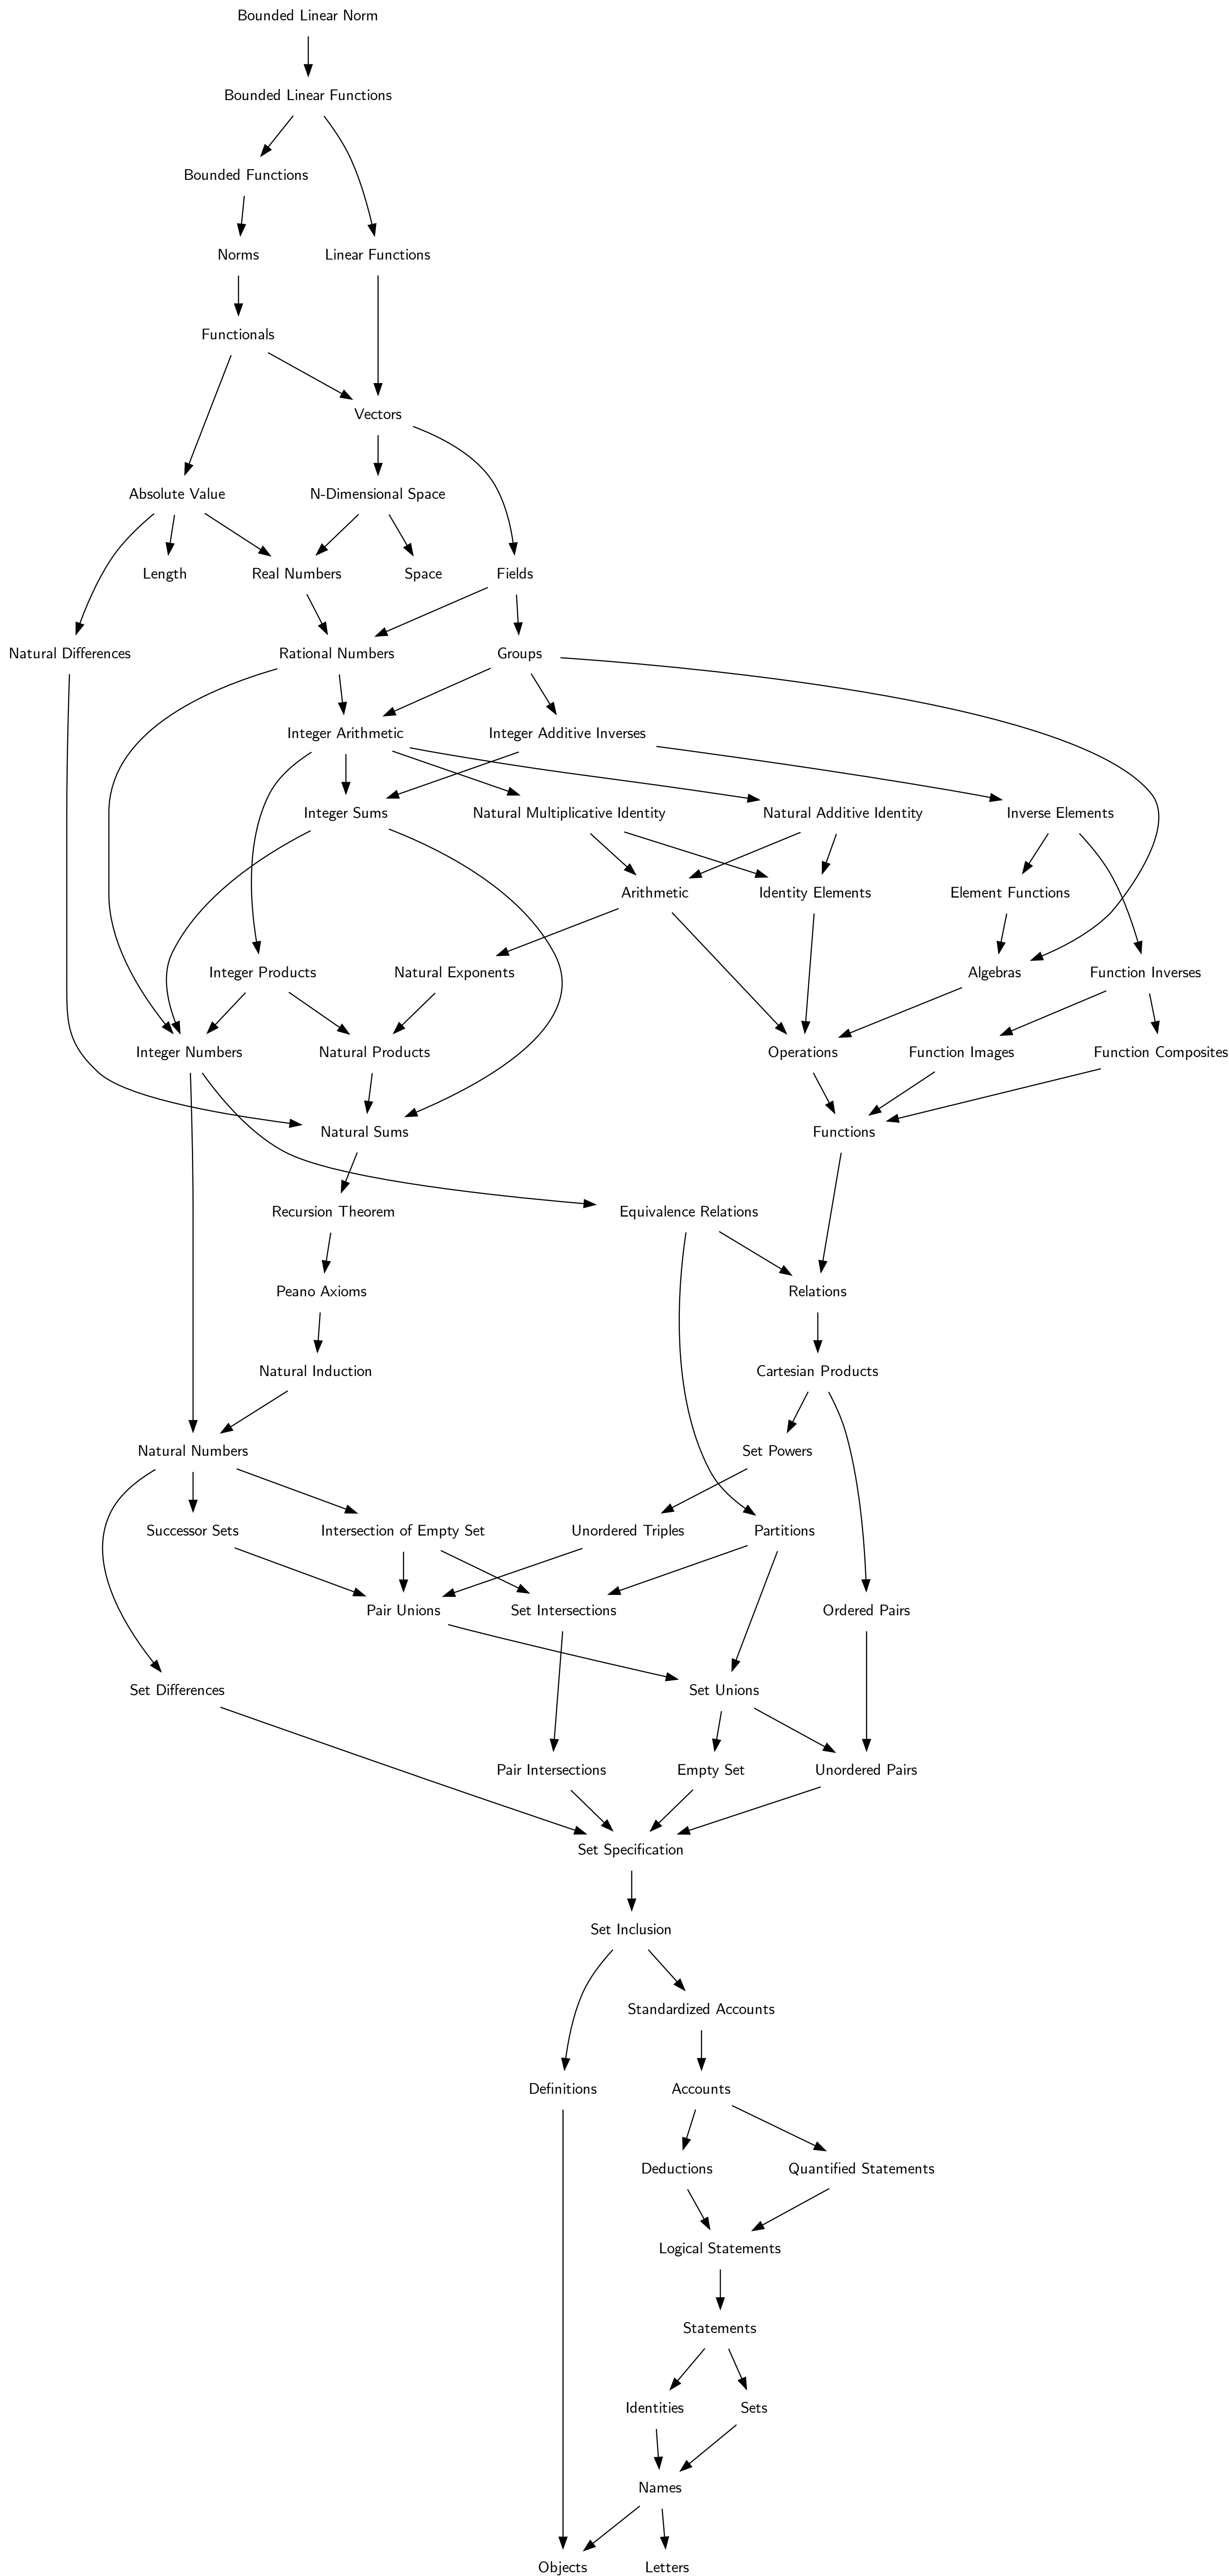 Bounded Linear Norm
Bounded Linear Functions
Bounded Functions
Norms
Linear Functions
Functionals
Vectors
Absolute Value
N-Dimensional Space
Length
Real Numbers
Space
Fields
Natural Differences
Rational Numbers
Groups
Integer Arithmetic
Integer Additive Inverses
Integer Sums
Natural Multiplicative Identity
Natural Additive Identity
Inverse Elements
Arithmetic
Identity Elements
Element Functions
Integer Products
Natural Exponents
Algebras
Function Inverses
Integer Numbers
Natural Products
Operations
Function Images
Function Composites
Natural Sums
Functions
Recursion Theorem
Equivalence Relations
Peano Axioms
Relations
Natural Induction
Cartesian Products
Natural Numbers
Set Powers
Successor Sets
Intersection of Empty Set
Unordered Triples
Partitions
Pair Unions
Set Intersections
Ordered Pairs
Set Differences
Set Unions
Pair Intersections
Empty Set
Unordered Pairs
Set Specification
Set Inclusion
Standardized Accounts
Definitions
Accounts
Deductions
Quantified Statements
Logical Statements
Statements
Identities
Sets
Names
Objects
Letters